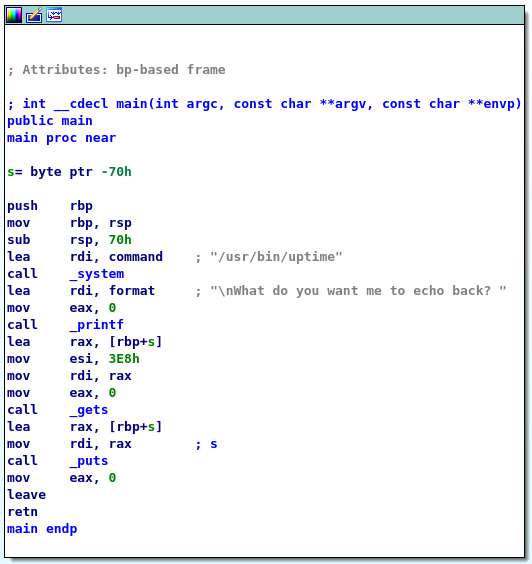 ; Attributes: bp-based frame
; int __cdecl main(int argc, const char **argv, const char **envp)
public main
main proc near
s= byte ptr -70h
push    rbp
mov     rbp, rsp
sub     rsp, 70h
lea     rdi, command    ; "/usr/bin/uptime"
call    _system
lea     rdi, format     ; "\nWhat do you want me to echo back? "
mov     eax, 0
call    _printf
lea     rax, [rbp+s]
mov     esi, 3E8h
mov     rdi, rax
mov     eax, 0
call    _gets
lea     rax, [rbp+s]
mov     rdi, rax        ; s
call    _puts
mov     eax, 0
leave
retn
main endp